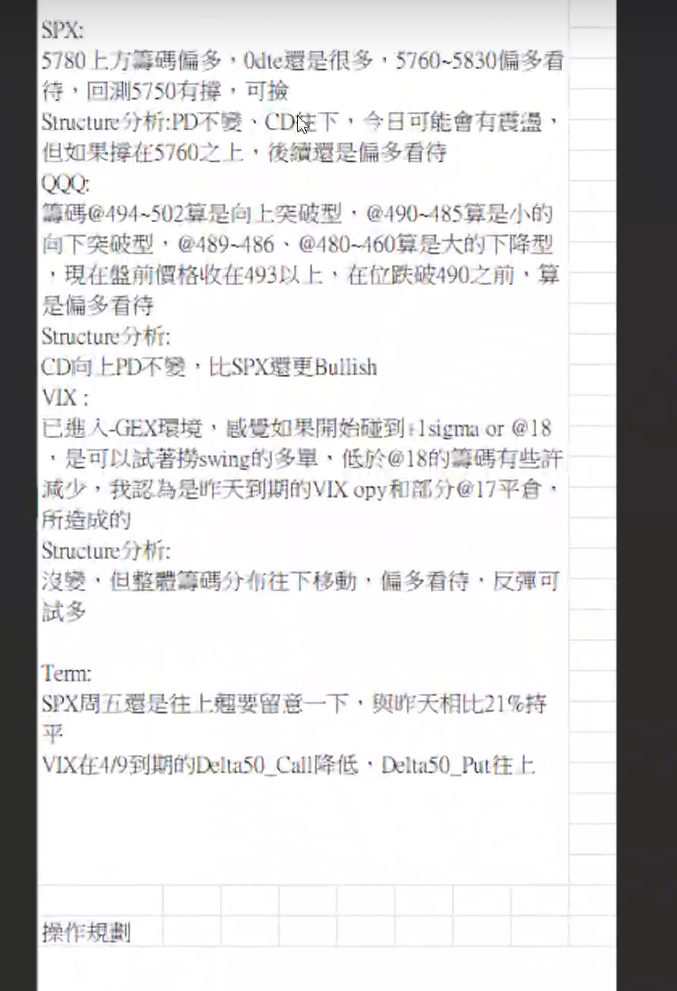 SPX:
5780上方籌碼偏多，0dte還是很多，5760~5830偏多看
待，回測5750有撐，可撿
Structure分析:PD不變、CD往下，今日可能會有震盪，
但如果撐在5760之上，後續還是偏多看待
QQQ:
籌碼@494~502算是向上突破型，@490~485算是小的
向下突破型，@489~486、@480~460算是大的下降型
，現在盤前價格收在493以上，在位跌破490之前，算
是偏多看待
Structure分析:
CD向上PD不變，比SPX還更Bullish
VIX :
已進入-GEX環境，感覺如果開始碰到+1sigma or @18
，是可以試著撈swing的多單，低於@18的籌碼有些許
減少，我認為是昨天到期的VIX opy和部分@17平倉，
所造成的
Structure分析:
沒變，但整體籌碼分布往下移動，偏多看待，反彈可
試多
Term:
SPX周五還是往上翹要留意一下，與昨天相比21%持
平
VIX在4/9到期的Delta50_Call降低，Delta50_Put往上
操作規劃